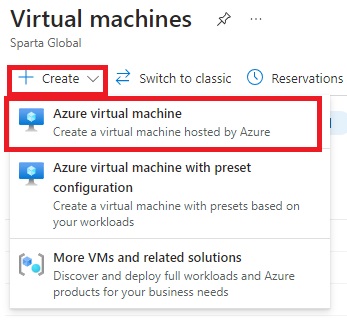 Virtual machines
Sparta Global
Create
Switch to classic
Reservations
Azure virtual machine
Create a virtual machine hosted by Azure
Azure virtual machine with preset
configuration
Create a virtual machine with presets based on
your workloads
More VMs and related solutions
Discover and deploy full workloads and Azure
products for your business needs